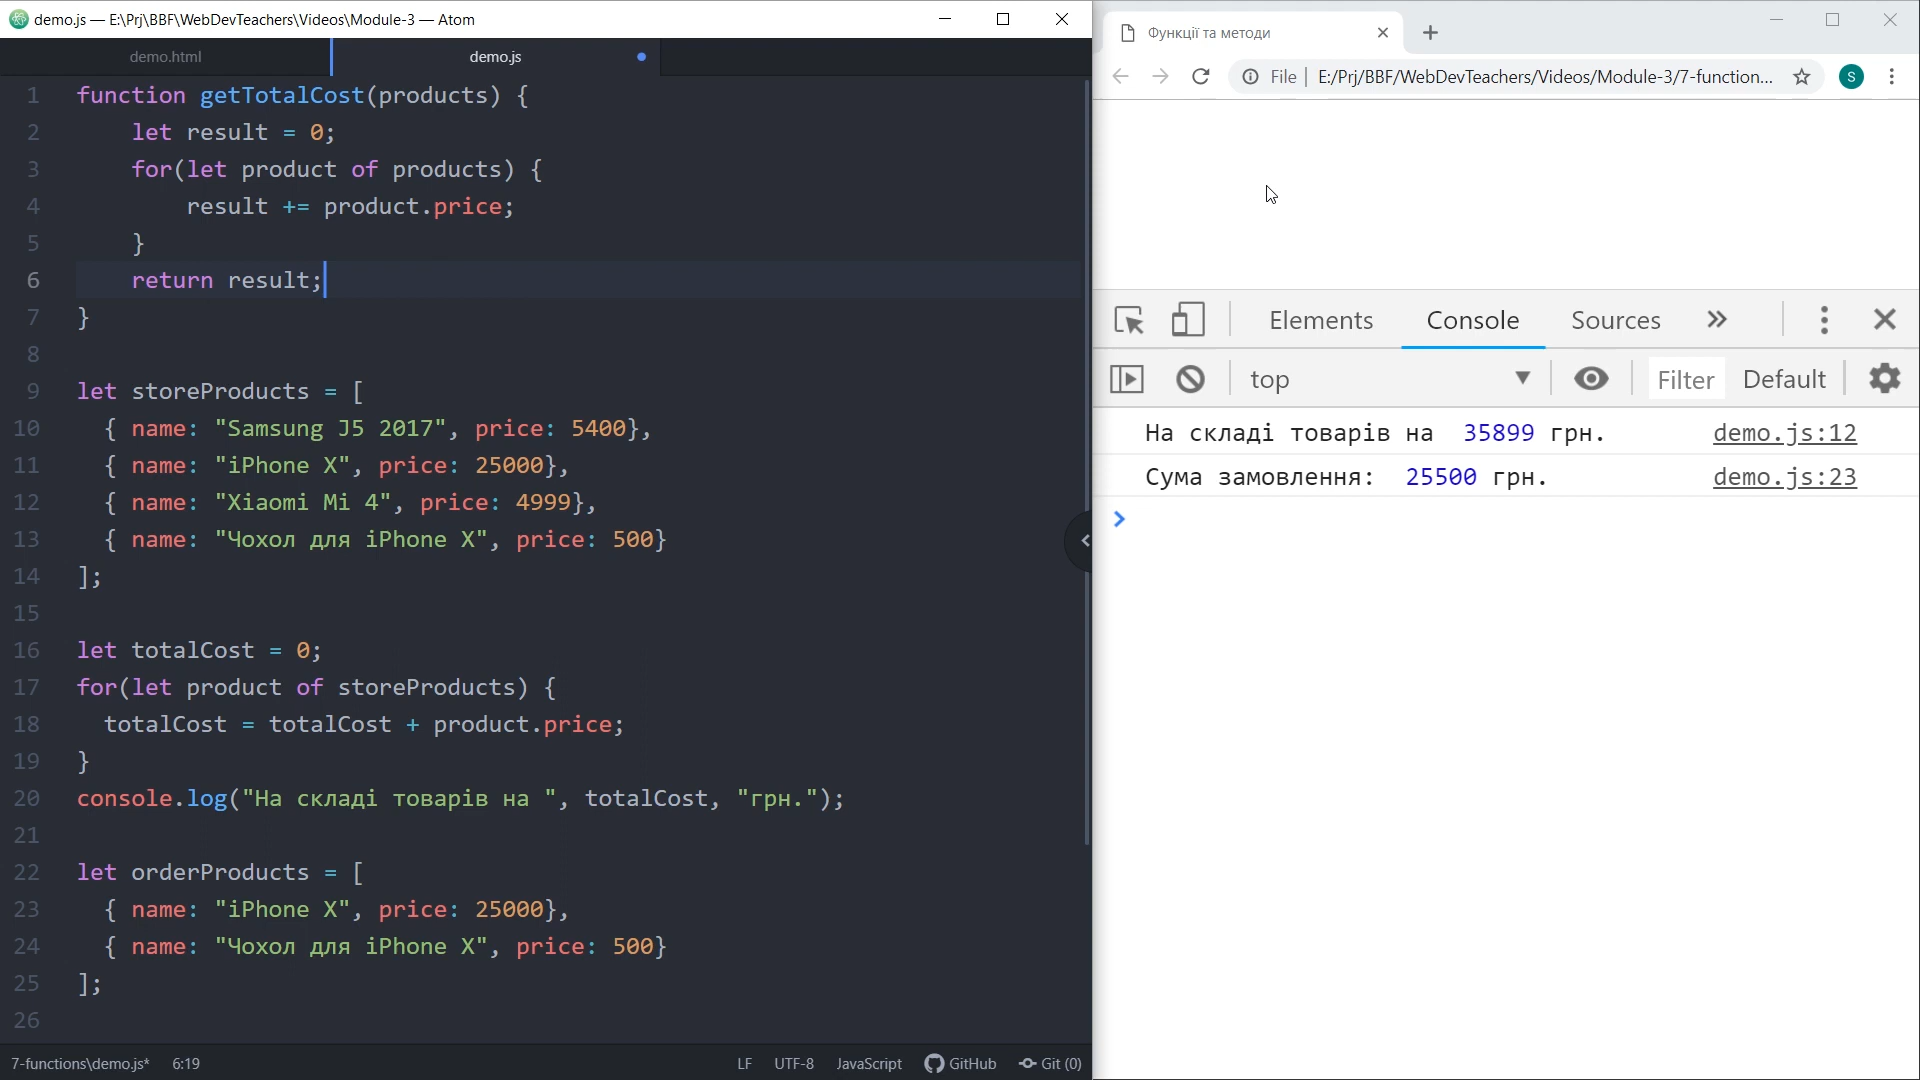 demo.js — E:\Prj\BBF\WebDevTeachers\Videos\Module-3 — Atom
demo.html
demo.js
1 function getTotalCost(products) {
2 let result = 0;
3 for(let product of products) {
4 result += product.price;
5 }
6 return result;
7 }
8
9 let storeProducts = [
10 { name: "Samsung J5 2017", price: 5400},
11 { name: "iPhone X", price: 25000},
12 { name: "Xiaomi Mi 4", price: 4999},
13 { name: "Чохол для iPhone X", price: 500}
14 ];
15
16 let totalCost = 0;
17 for(let product of storeProducts) {
18 totalCost = totalCost + product.price;
19 }
20 console.log("На складі товарів на ", totalCost, "грн.");
21
22 let orderProducts = [
23 { name: "iPhone X", price: 25000},
24 { name: "Чохол для iPhone X", price: 500}
25 ];
26
7-functions\demo.js* 6:19 LF UTF-8 JavaScript GitHub Git (0)
Функції та методи
File | E:/Prj/BBF/WebDevTeachers/Videos/Module-3/7-function... S
Elements Console Sources »
top Filter Default
На складі товарів на 35899 грн. demo.js:12
Сума замовлення: 25500 грн. demo.js:23